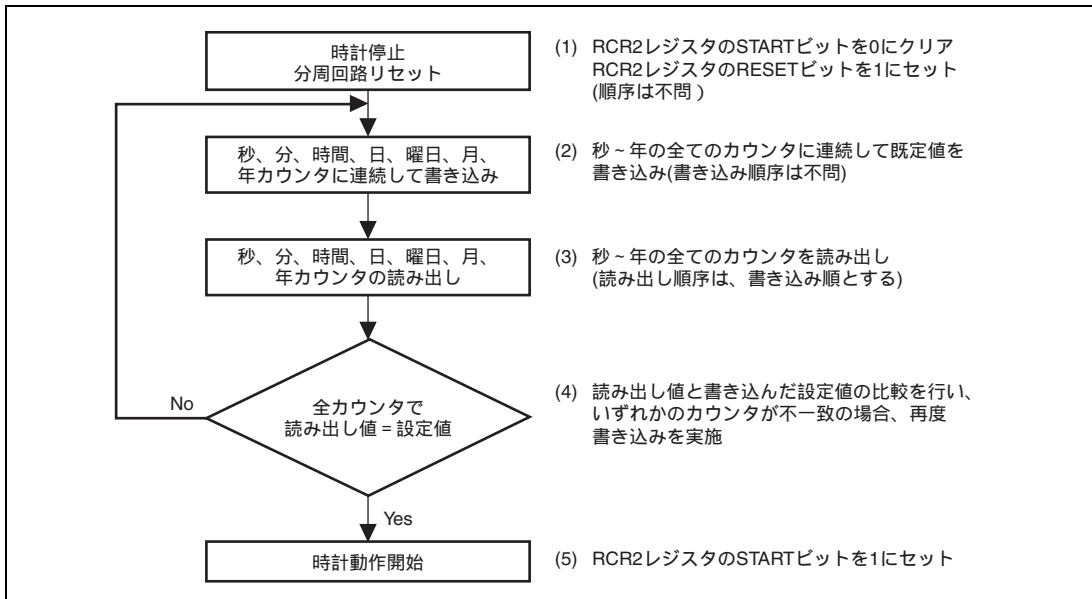 時計停止
分周回路リセット
(1) RCR2レジスタのSTARTビットを0にクリア
RCR2レジスタのRESETビットを1にセット
(順序は不問 )
秒、分、時間、日、曜日、月、
年カウンタに連続して書き込み
(2) 秒 ~ 年の全てのカウンタに連続して既定値を
書き込み(書き込み順序は不問)
秒、分、時間、日、曜日、月、
年カウンタの読み出し
(3) 秒 ~ 年の全てのカウンタを読み出し
(読み出し順序は、書き込み順とする)
No
全カウンタで
読み出し値 = 設定値
(4) 読み出し値と書き込んだ設定値の比較を行い、
いずれかのカウンタが不一致の場合、再度
書き込みを実施
Yes
時計動作開始
(5) RCR2レジスタのSTARTビットを1にセット